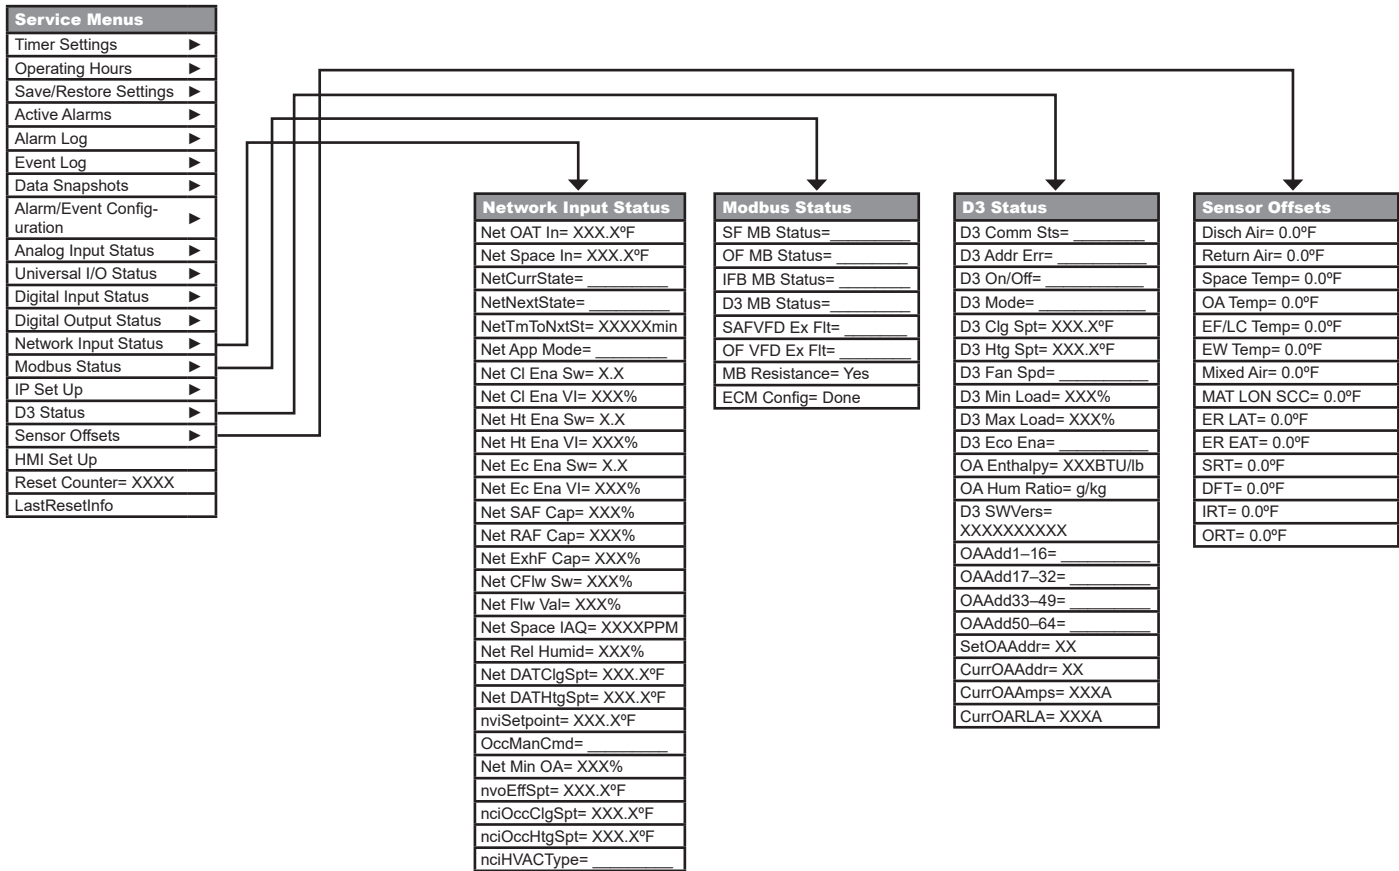 Service Menus
Timer Settings ►
Operating Hours ►
Save/Restore Settings ►
Active Alarms ►
Alarm Log ►
Event Log ►
Data Snapshots ►
Alarm/Event Config-
uration ►
Analog Input Status ►
Universal I/O Status ►
Digital Input Status ►
Digital Output Status ►
Network Input Status ►
Modbus Status ►
IP Set Up ►
D3 Status ►
Sensor Offsets ►
HMI Set Up
Reset Counter= XXXX
LastResetInfo
Network Input Status
Net OAT In= XXX.XºF
Net Space In= XXX.XºF
NetCurrState= _________
NetNextState= _________
NetTmToNxtSt= XXXXXmin
Net App Mode= ________
Net Cl Ena Sw= X.X
Net Cl Ena VI= XXX%
Net Ht Ena Sw= X.X
Net Ht Ena VI= XXX%
Net Ec Ena Sw= X.X
Net Ec Ena VI= XXX%
Net SAF Cap= XXX%
Net RAF Cap= XXX%
Net ExhF Cap= XXX%
Net CFlw Sw= XXX%
Net Flw Val= XXX%
Net Space IAQ= XXXXPPM
Net Rel Humid= XXX%
Net DATClgSpt= XXX.XºF
Net DATHtgSpt= XXX.XºF
nviSetpoint= XXX.XºF
OccManCmd= _________
Net Min OA= XXX%
nvoEffSpt= XXX.XºF
nciOccClgSpt= XXX.XºF
nciOccHtgSpt= XXX.XºF
nciHVACType= _________
Modbus Status
SF MB Status=_________
OF MB Status= ________
IFB MB Status= ________
D3 MB Status=_________
SAFVFD Ex Flt= _______
OF VFD Ex Flt= ________
MB Resistance= Yes
ECM Config= Done
D3 Status
D3 Comm Sts= ________
D3 Addr Err= __________
D3 On/Off= ___________
D3 Mode= ____________
D3 Clg Spt= XXX.XºF
D3 Htg Spt= XXX.XºF
D3 Fan Spd= __________
D3 Min Load= XXX%
D3 Max Load= XXX%
D3 Eco Ena= __________
OA Enthalpy= XXXBTU/lb
OA Hum Ratio= g/kg
D3 SWVers=
XXXXXXXXXX
OAAdd1–16= __________
OAAdd17–32= _________
OAAdd33–49= _________
OAAdd50–64= _________
SetOAAddr= XX
CurrOAAddr= XX
CurrOAAmps= XXXA
CurrOARLA= XXXA
Sensor Offsets
Disch Air= 0.0ºF
Return Air= 0.0ºF
Space Temp= 0.0ºF
OA Temp= 0.0ºF
EF/LC Temp= 0.0ºF
EW Temp= 0.0ºF
Mixed Air= 0.0ºF
MAT LON SCC= 0.0ºF
ER LAT= 0.0ºF
ER EAT= 0.0ºF
SRT= 0.0ºF
DFT= 0.0ºF
IRT= 0.0ºF
ORT= 0.0ºF